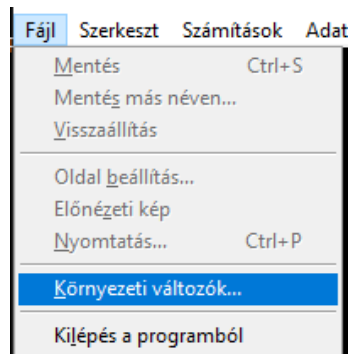 Fájl Szerkeszt Számítások Adat
Mentés Ctrl+S
Mentés más néven...
Visszaállítás
Oldal beállítás...
Előnézeti kép
Nyomtatás... Ctrl+P
Környezeti változók...
Kilépés a programból